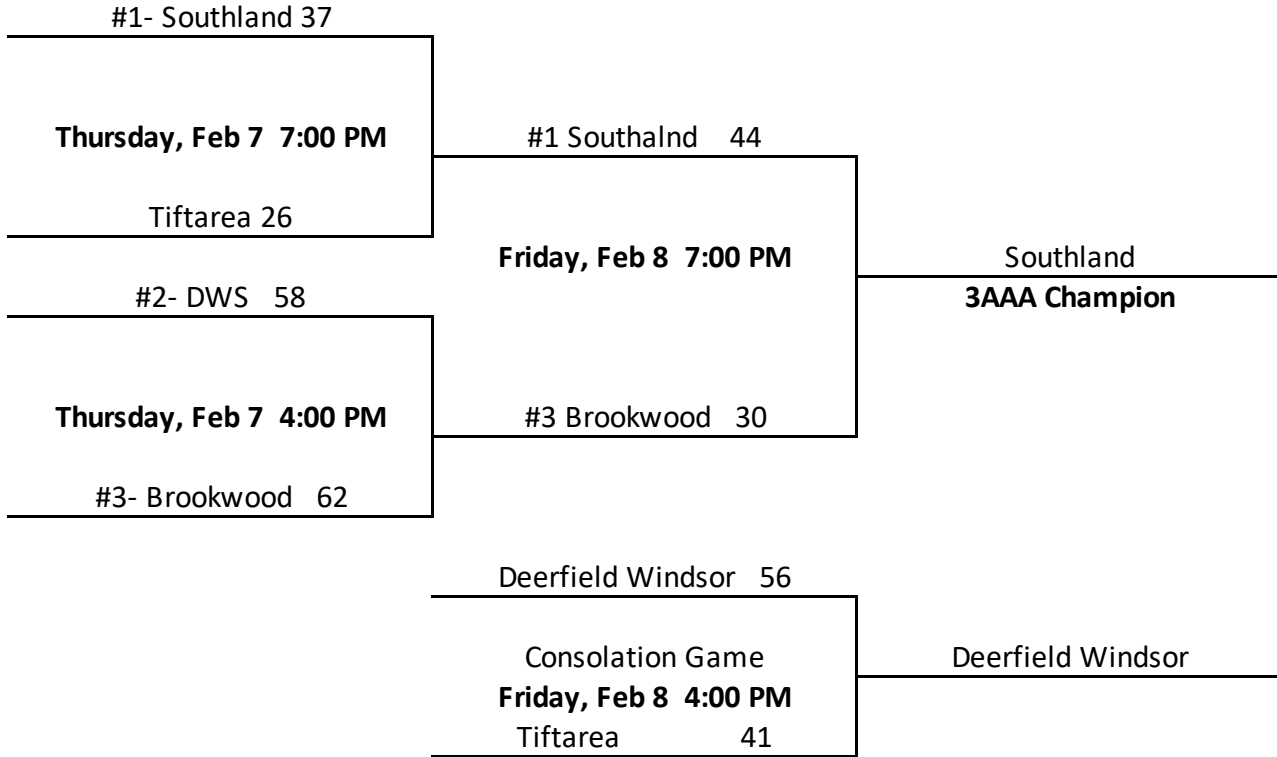 #1- Southland 37
Thursday, Feb 7 7:00 PM
#1 Southalnd 44
Tiftarea 26
Friday, Feb 8 7:00 PM
Southland
#2- DWS 58
3AAA Champion
Thursday, Feb 7 4:00 PM
#3 Brookwood 30
#3- Brookwood 62
Deerfield Windsor 56
Consolation Game
Deerfield Windsor
Friday, Feb 8 4:00 PM
Tiftarea 41